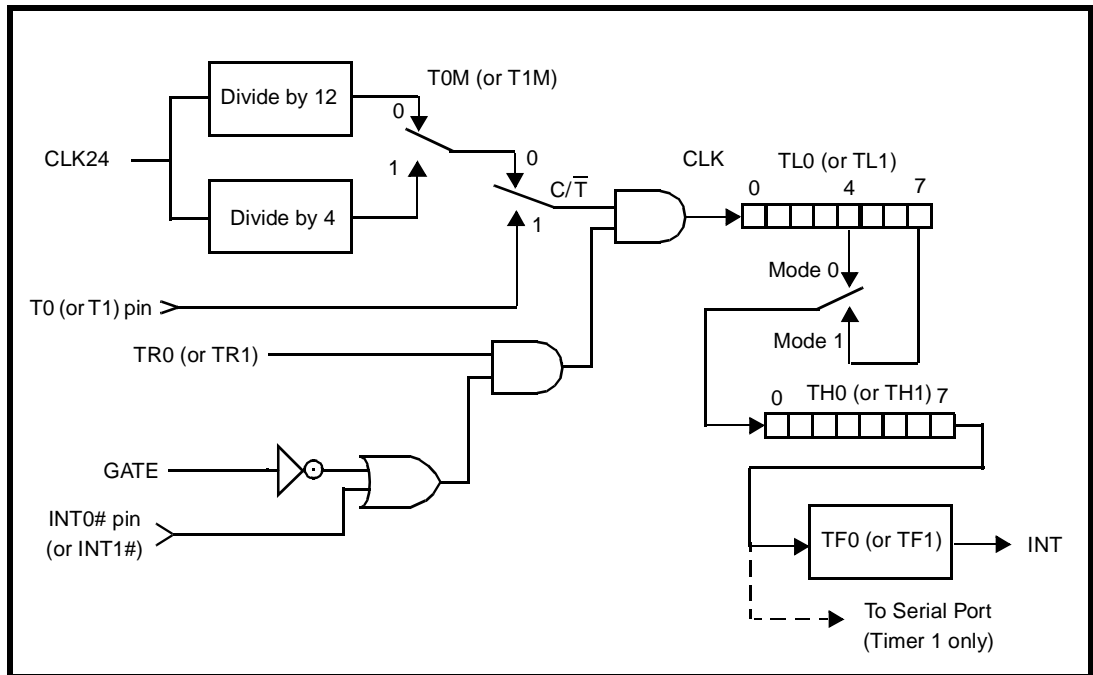 Divide by 12
T0M (or T1M)
0
CLK24
1
0
CLK
TL0 (or TL1)
0 4 7
Divide by 4
C/T̅
1
Mode 0
T0 (or T1) pin
Mode 1
TR0 (or TR1)
0 TH0 (or TH1) 7
GATE
INT0# pin
(or INT1#)
TF0 (or TF1)
INT
To Serial Port
(Timer 1 only)